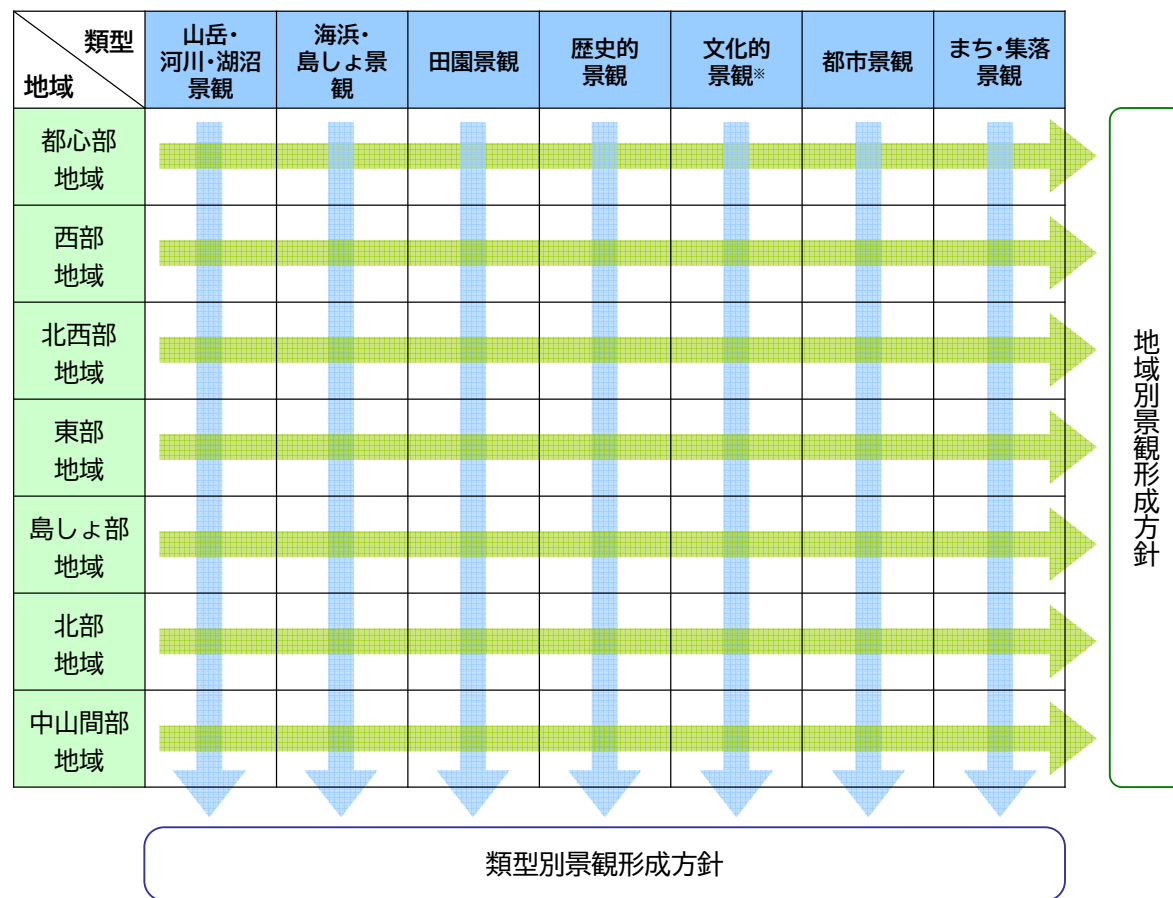 類型
地域
山岳・
河川・湖沼
景観
海浜・
島しょ景
観
田園景観
歴史的
景観
文化的
景観※
都市景観
まち・集落
景観
都心部
地域
西部
地域
北西部
地域
東部
地域
島しょ部
地域
北部
地域
中山間部
地域
地域別景観形成方針
類型別景観形成方針